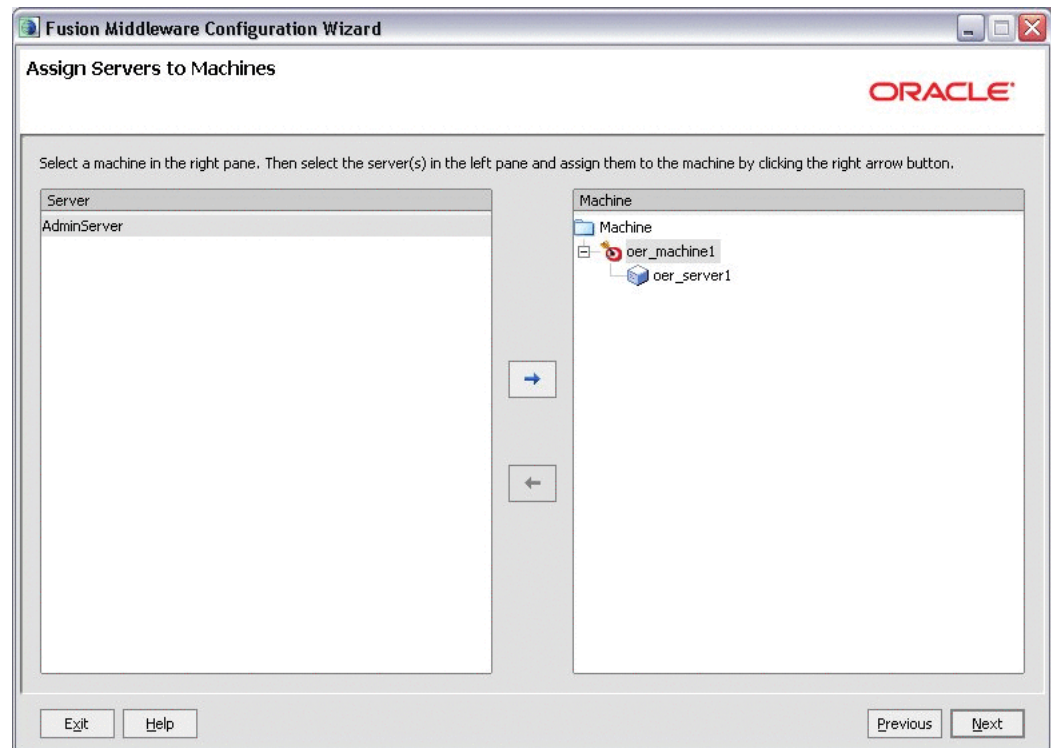 Fusion Middleware Configuration Wizard
Assign Servers to Machines
ORACLE
Select a machine in the right pane. Then select the server(s) in the left pane and assign them to the machine by clicking the right arrow button.
Server
AdminServer
Machine
Machine
oer_machine1
oer_server1
Exit
Help
Previous
Next